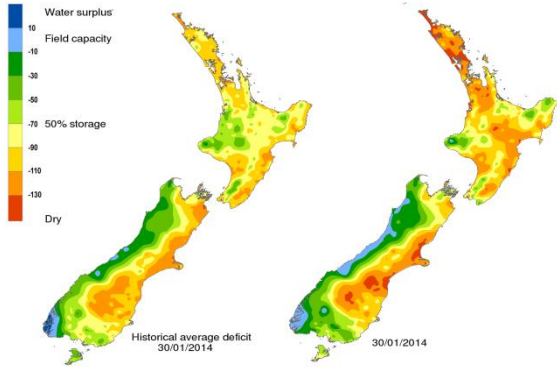 Water surplus
10
Field capacity
-10
-30
-50
50% storage
-70
-90
-110
-130
Dry
Historical average deficit
30/01/2014
30/01/2014